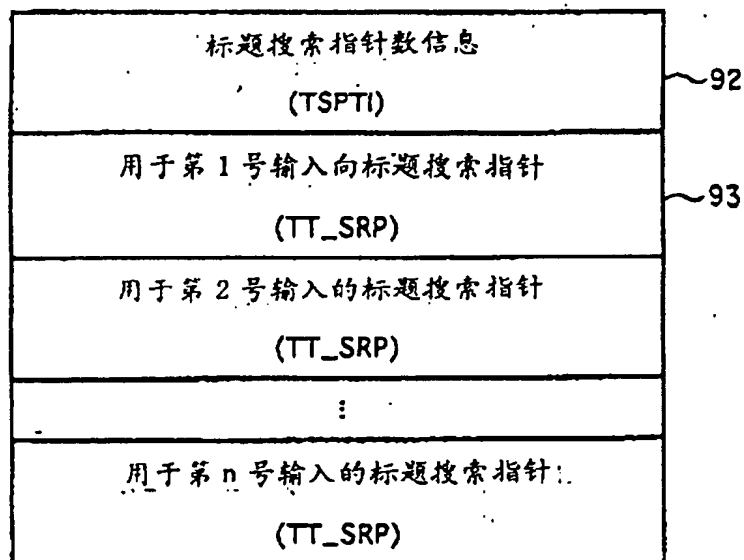 标题搜索指针数信息
(TSPTI)
92
用于第1号输入向标题搜索指针
(TT_SRP)
93
用于第2号输入的标题搜索指针
(TT_SRP)
⋮
用于第n号输入的标题搜索指针
(TT_SRP)